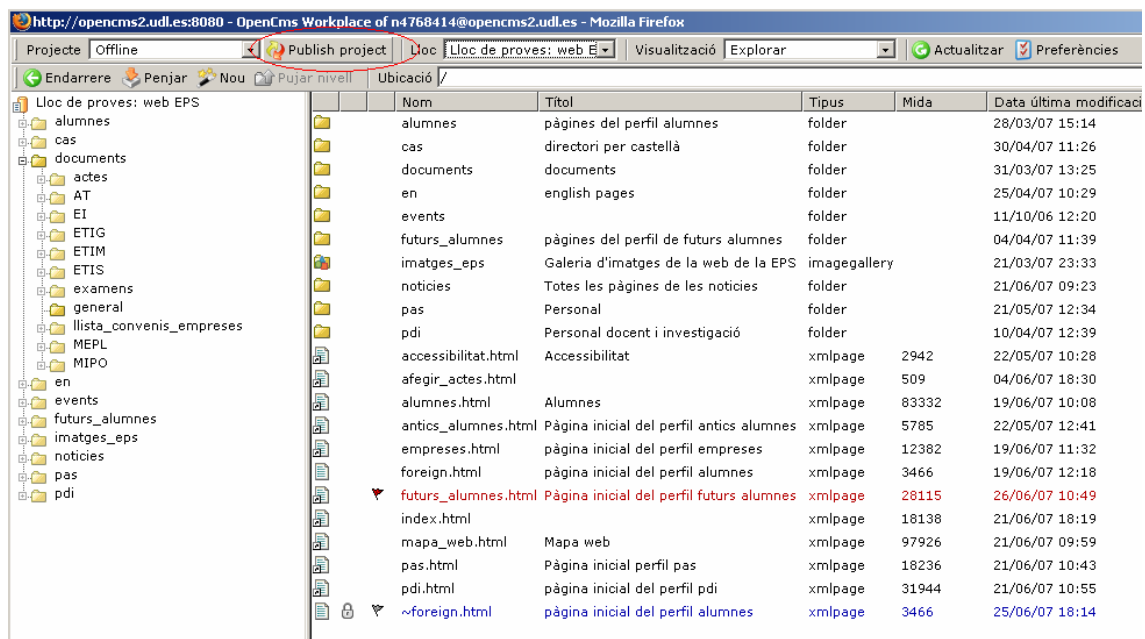 http://opencms2.udl.es:8080 - OpenCms Workplace of n4768414@opencms2.udl.es - Mozilla Firefox
Projecte Offline Publish project Lloc Lloc de proves: web E Visualització Explorar Actualitzar Preferències
Endarrere Penjar Nou Pujar nivell Ubicació /
Lloc de proves: web EPS
alumnes
cas
documents
actes
AT
EI
ETIG
ETIM
ETIS
examens
general
llista_convenis_empreses
MEPL
MIPO
en
events
futurs_alumnes
imatges_eps
noticies
pas
pdi
Nom Títol Tipus Mida Data última modificaci
alumnes pàgines del perfil alumnes folder 28/03/07 15:14
cas directori per castellà folder 30/04/07 11:26
documents documents folder 31/03/07 13:25
en english pages folder 25/04/07 10:29
events folder 11/10/06 12:20
futurs_alumnes pàgines del perfil de futurs alumnes folder 04/04/07 11:39
imatges_eps Galeria d'imatges de la web de la EPS imagegallery 21/03/07 23:33
noticies Totes les pàgines de les noticies folder 21/06/07 09:23
pas Personal folder 21/05/07 12:34
pdi Personal docent i investigació folder 10/04/07 12:39
accessibilitat.html Accessibilitat xmlpage 2942 22/05/07 10:28
afegir_actes.html xmlpage 509 04/06/07 18:30
alumnes.html Alumnes xmlpage 83332 19/06/07 10:08
antics_alumnes.html Pàgina inicial del perfil antics alumnes xmlpage 5785 22/05/07 12:41
empreses.html pàgina inicial del perfil empreses xmlpage 12382 19/06/07 11:32
foreign.html pàgina inicial del perfil alumnes xmlpage 3466 19/06/07 12:18
futurs_alumnes.html Pàgina inicial del perfil futurs alumnes xmlpage 28115 26/06/07 10:49
index.html xmlpage 18138 21/06/07 18:19
mapa_web.html Mapa web xmlpage 97926 21/06/07 09:59
pas.html Pàgina inicial perfil pas xmlpage 18236 21/06/07 10:43
pdi.html Pàgina inicial del perfil pdi xmlpage 31944 21/06/07 10:55
~foreign.html pàgina inicial del perfil alumnes xmlpage 3466 25/06/07 18:14